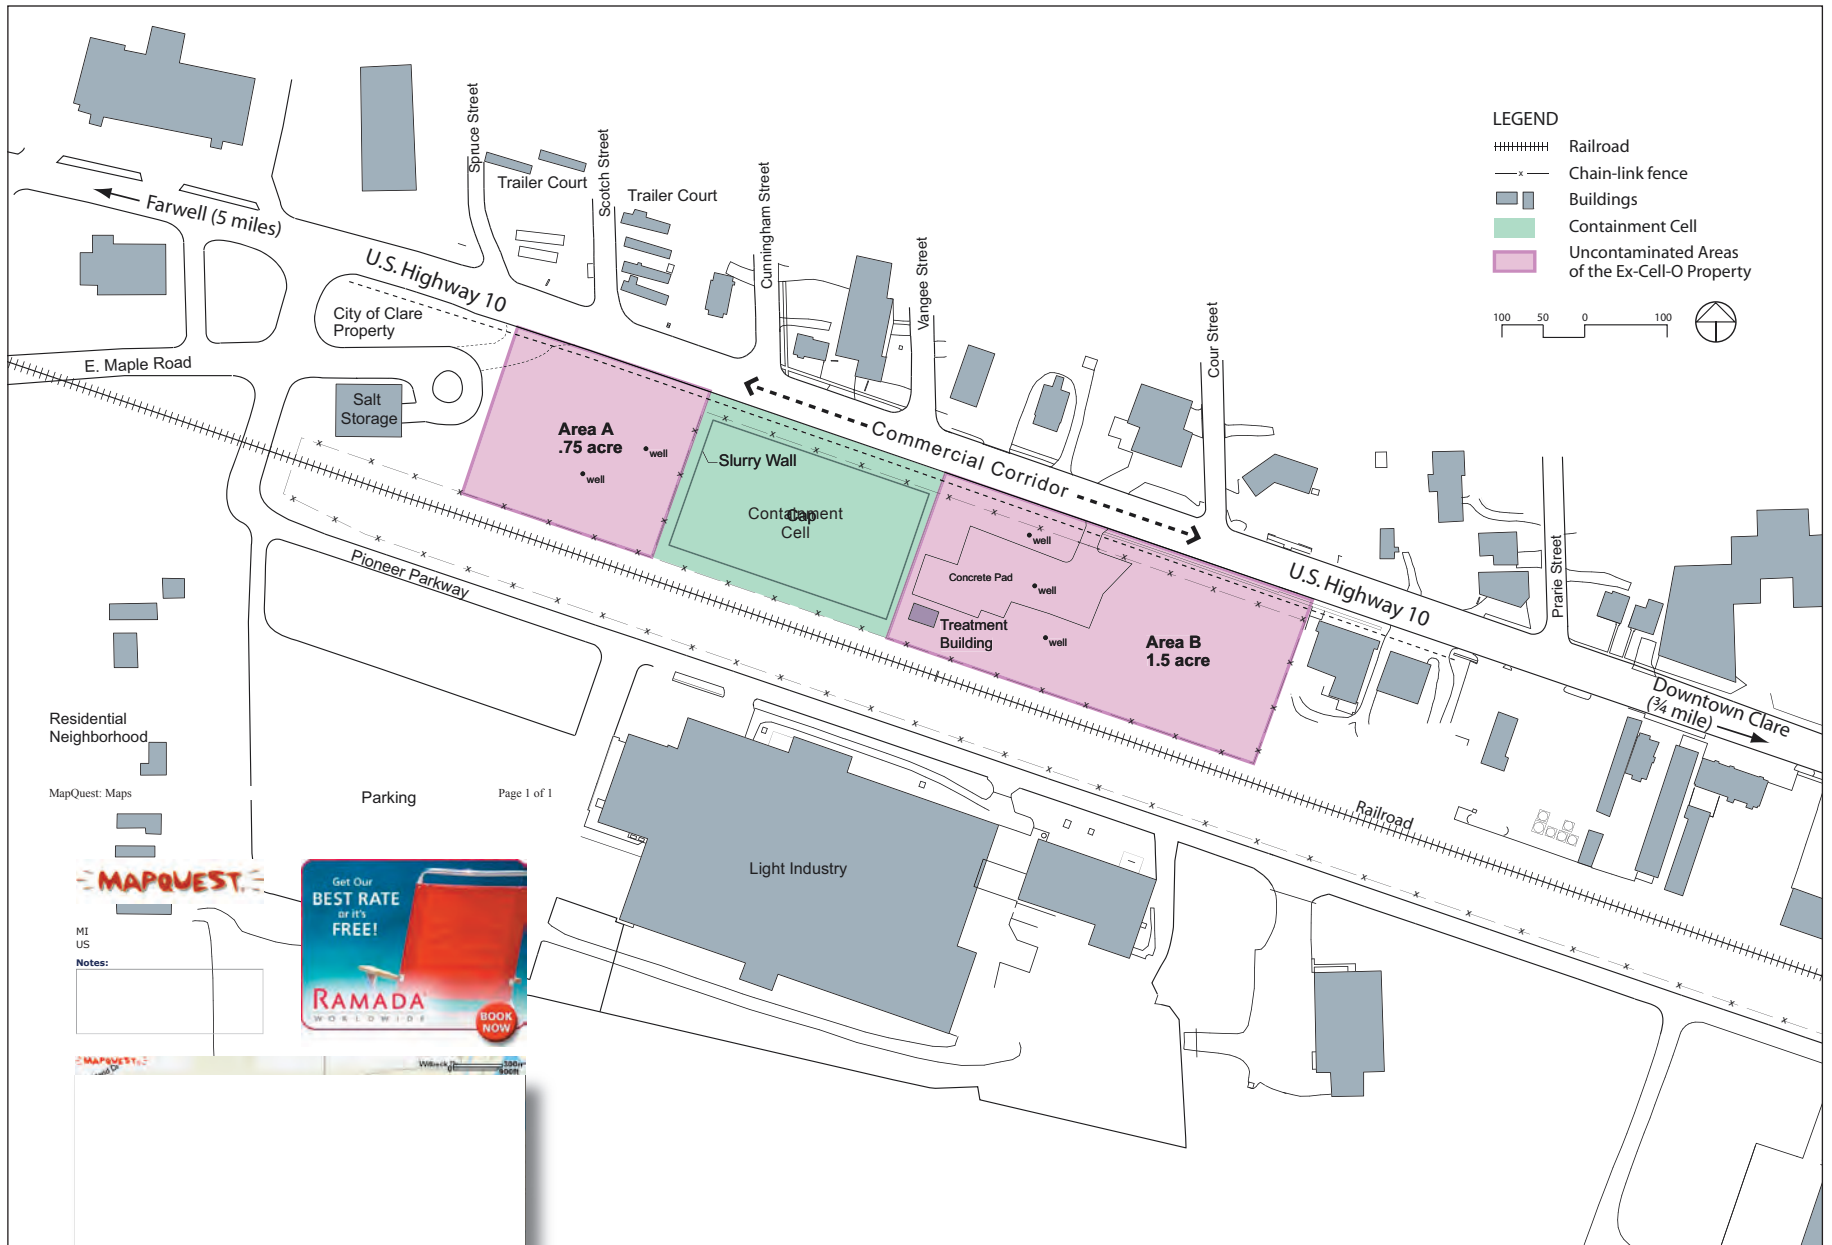 LEGEND
Railroad
Chain-link fence
Buildings
Containment Cell
Uncontaminated Areas
of the Ex-Cell-O Property
100 50 0 100
Spruce Street
Trailer Court
Scotch Street
Trailer Court
Cunningham Street
Vangee Street
Cour Street
Prarie Street
Farwell (5 miles)
U.S. Highway 10
City of Clare
Property
E. Maple Road
Salt
Storage
Area A
.75 acre
well
well
Slurry Wall
Containment
Cap
Cell
Commercial Corridor
well
Concrete Pad
well
Treatment
Building
well
Area B
1.5 acre
U.S. Highway 10
Downtown Clare
(¾ mile)
Pioneer Parkway
Railroad
Residential
Neighborhood
MapQuest: Maps
Page 1 of 1
Parking
Light Industry
MAPQUEST.
MI
US
Notes:
Get Our
BEST RATE
or it's
FREE!
RAMADA
WORLDWIDE
BOOK
NOW
MAPQUEST
Witbeck
300m
900ft